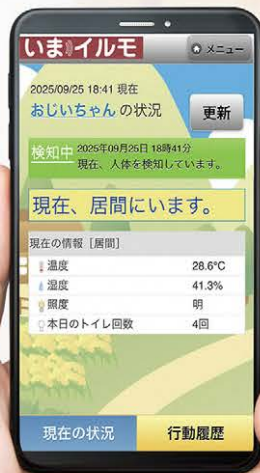 いまイルモ
メニュー
2025/09/25 18:41 現在
おじいちゃん の状況
更新
検知中 2025年09月25日 18時41分
現在、人体を検知しています。
現在、居間にいます。
現在の情報 [居間]
温度 28.6°C
湿度 41.3%
照度 明
本日のトイレ回数 4回
現在の状況
行動履歴